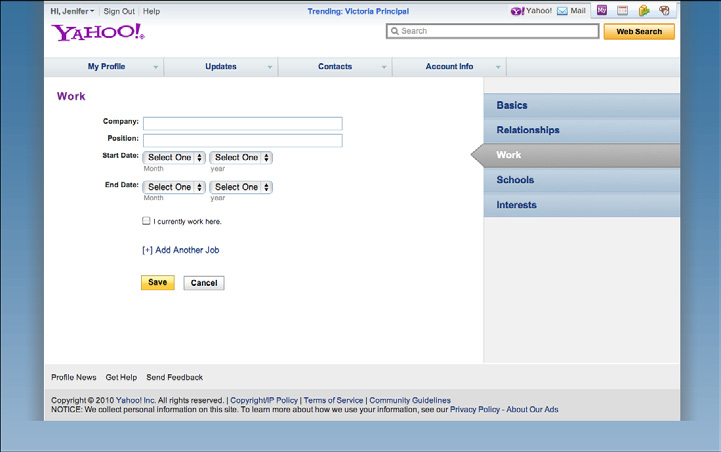 Hi, Jenifer Sign Out Help Trending: Victoria Principal Yahoo! Mail
YAHOO!® Search Web Search
My Profile Updates Contacts Account Info
Work
Company:
Position:
Start Date: Select One Select One
Month year
End Date: Select One Select One
Month year
I currently work here.
[+] Add Another Job
Save Cancel
Basics
Relationships
Work
Schools
Interests
Profile News Get Help Send Feedback
Copyright © 2010 Yahoo! Inc. All rights reserved. | Copyright/IP Policy | Terms of Service | Community Guidelines
NOTICE: We collect personal information on this site. To learn more about how we use your information, see our Privacy Policy - About Our Ads